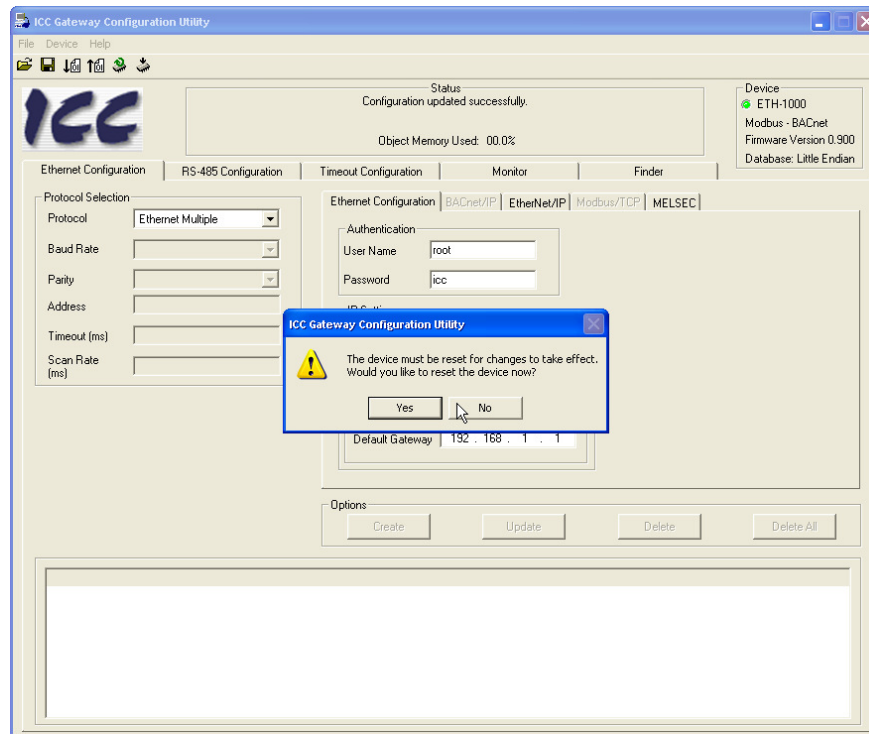 ICC Gateway Configuration Utility
File Device Help
ICC
Status
Configuration updated successfully.
Object Memory Used: 00.0%
Device
ETH-1000
Modbus - BACnet
Firmware Version 0.900
Database: Little Endian
Ethernet Configuration RS-485 Configuration Timeout Configuration Monitor Finder
Protocol Selection
Protocol Ethernet Multiple
Baud Rate
Parity
Address
Timeout (ms)
Scan Rate
(ms)
Ethernet Configuration BACnet/IP EtherNet/IP Modbus/TCP MELSEC
Authentication
User Name root
Password icc
ICC Gateway Configuration Utility
The device must be reset for changes to take effect.
Would you like to reset the device now?
Yes No
Default Gateway 192 . 168 . 1 . 1
Options
Create Update Delete Delete All